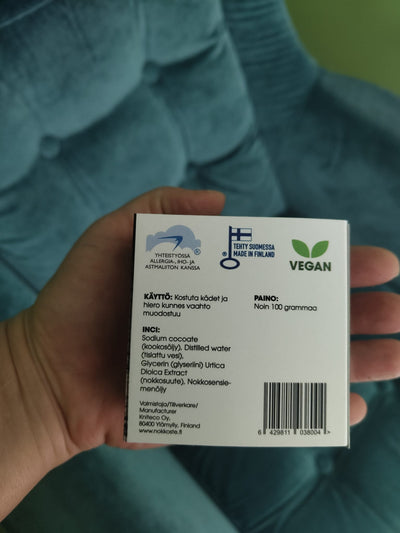 YHTEISTYÖSSÄ
ALLERGIA-, IHO- JA
ASTMALIITON KANSSA
®
TEHTY SUOMESSA
MADE IN FINLAND
VEGAN
KÄYTTÖ: Kostuta kädet ja
hiero kunnes vaahto
muodostuu
PAINO:
Noin 100 grammaa
INCI:
Sodium cocoate
(kookosöljy), Distilled water
(tislattu vesi),
Glycerin (glyseriini) Urtica
Dioica Extract
(nokkosuute), Nokkosensie-
menöljy
Valmistaja/Tillverkare/
Manufacturer
Kniteco Oy,
80400 Ylämylly, Finland
www.nokkoste.fi
6 429811 038004 >